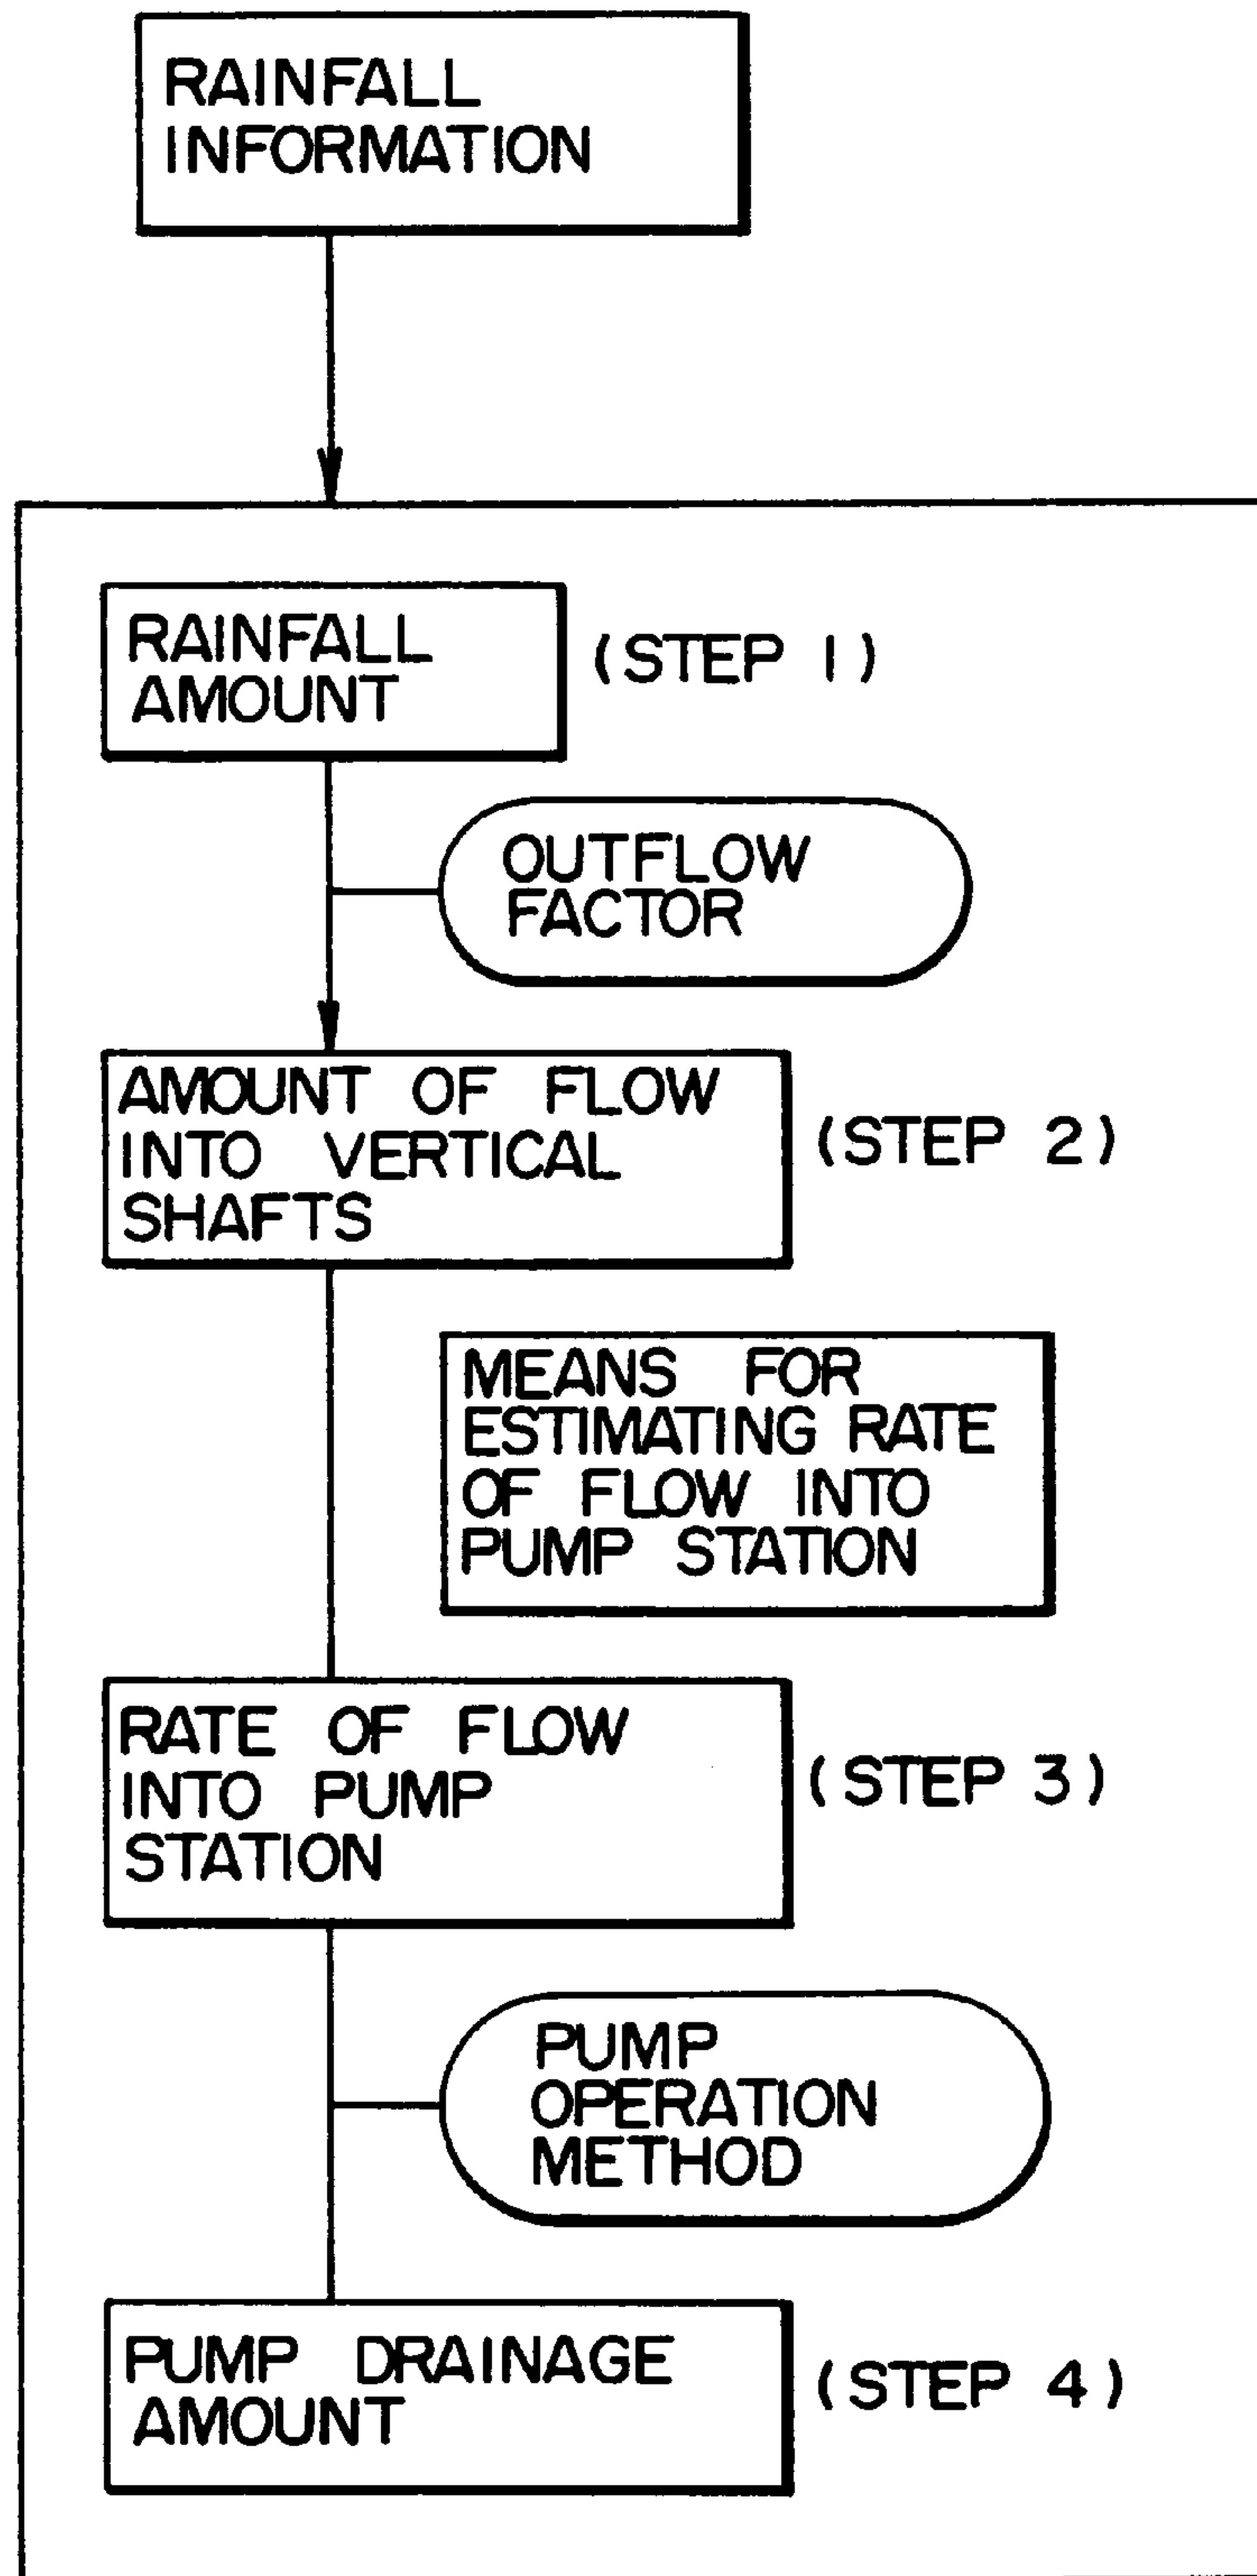 RAINFALL
INFORMATION
RAINFALL
AMOUNT
(STEP 1)
OUTFLOW
FACTOR
AMOUNT OF FLOW
INTO VERTICAL
SHAFTS
(STEP 2)
MEANS FOR
ESTIMATING RATE
OF FLOW INTO
PUMP STATION
RATE OF FLOW
INTO PUMP
STATION
(STEP 3)
PUMP
OPERATION
METHOD
PUMP DRAINAGE
AMOUNT
(STEP 4)